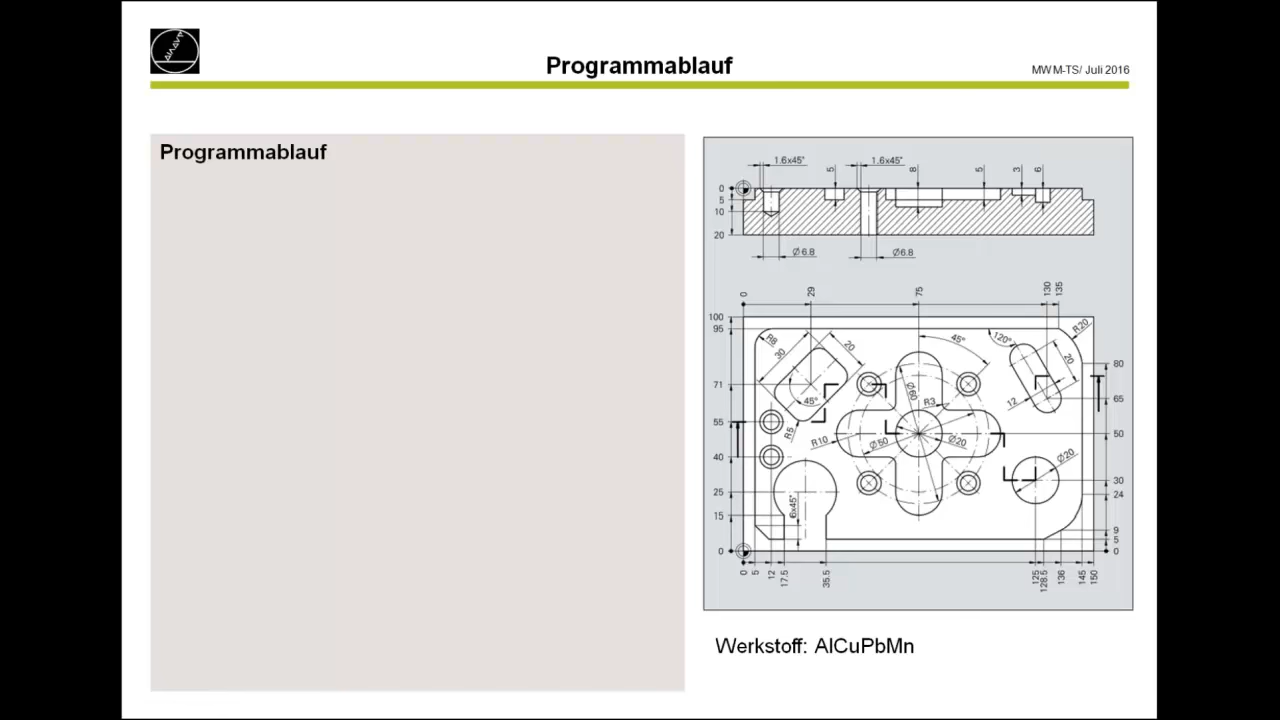 Programmablauf
MWM-TS/ Juli 2016
Programmablauf
1.6x45°
1.6x45°
5
8
5
3
6
0
5
10
20
Ø6.8
Ø6.8
0
29
75
130
135
100
95
R8
30
20
45°
120°
R20
20
80
71
45°
Ø60
R3
12
65
55
R5
R10
Ø50
Ø20
50
40
Ø20
30
25
24
15
6x45°
9
5
0
0
0
5
12
17.5
35.5
125
128.5
136
145
150
Werkstoff: AlCuPbMn